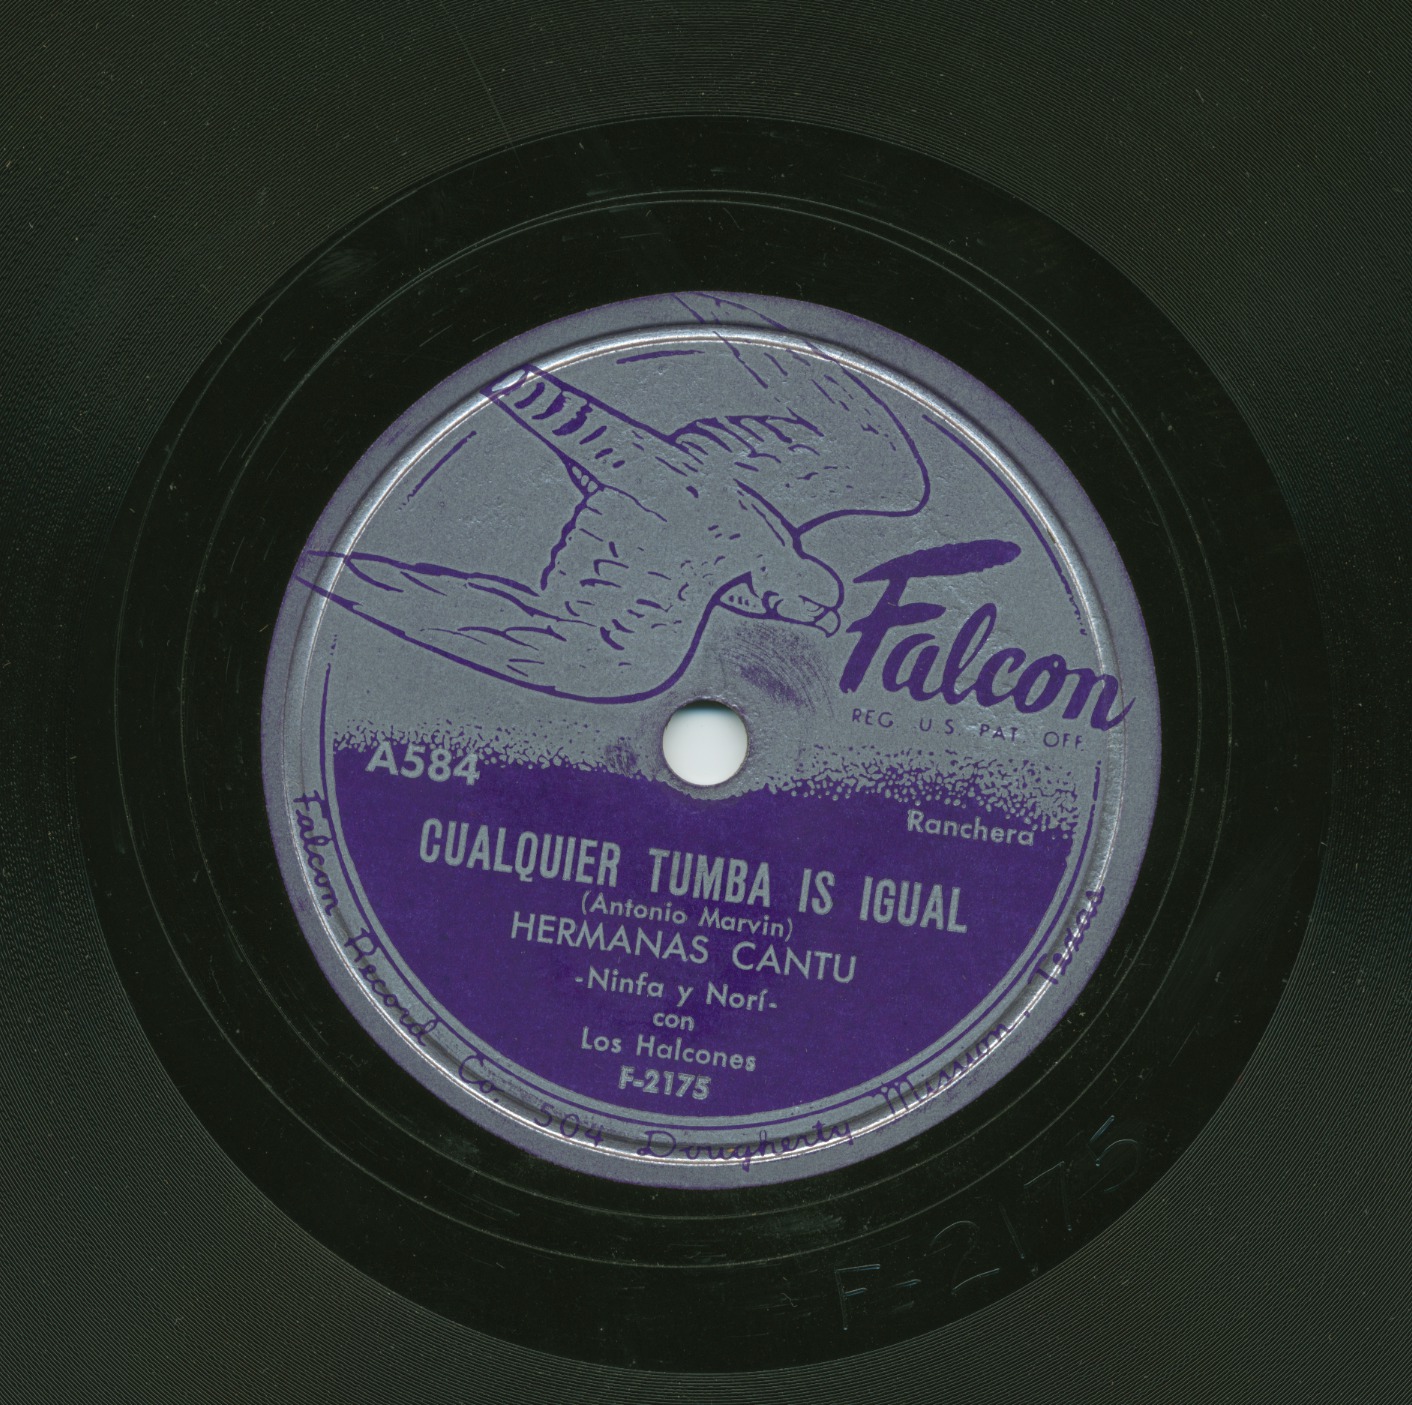 Falcon
REG. U.S. PAT. OFF.
A584
Ranchera
CUALQUIER TUMBA IS IGUAL
(Antonio Marvin)
HERMANAS CANTU
-Ninfa y Norí-
con
Los Halcones
F-2175
Falcon Record Co. 504 Dougherty Mission, Texas
F-2175